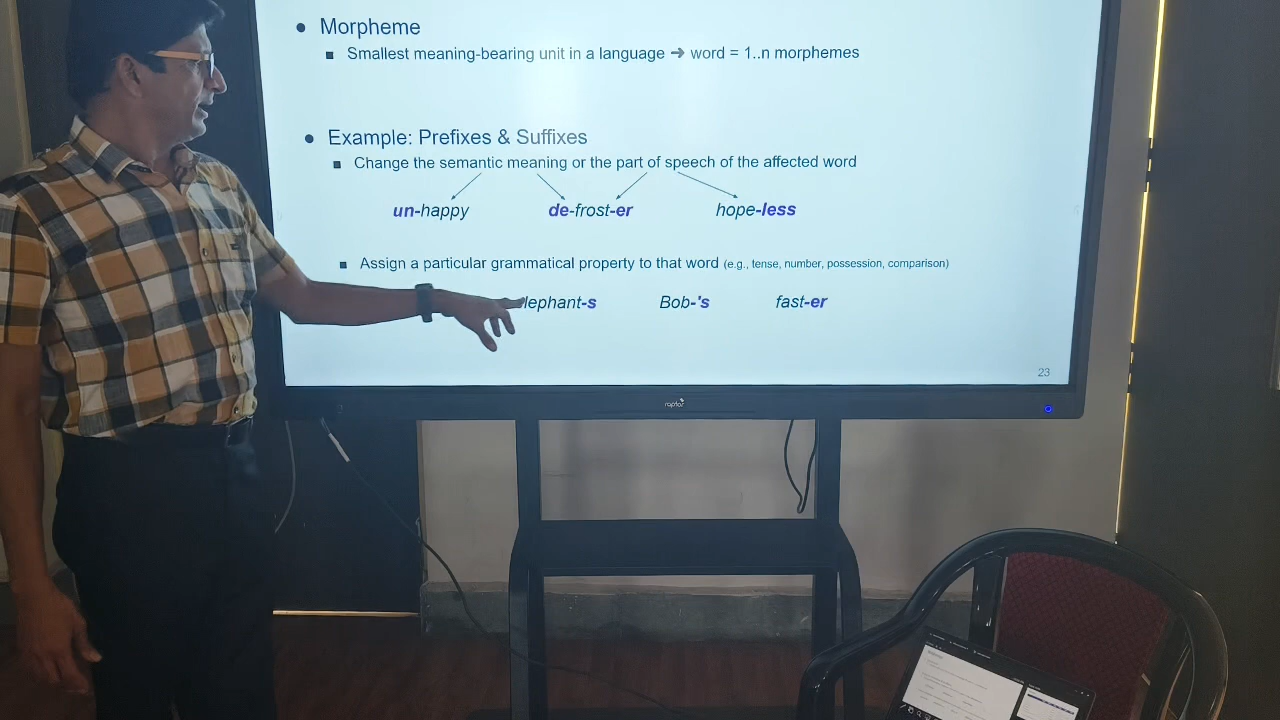 ● Morpheme
■ Smallest meaning-bearing unit in a language ➔ word = 1..n morphemes
● Example: Prefixes & Suffixes
■ Change the semantic meaning or the part of speech of the affected word
un-happy de-frost-er hope-less
■ Assign a particular grammatical property to that word (e.g., tense, number, possession, comparison)
lephant-s Bob-'s fast-er
23
raptor